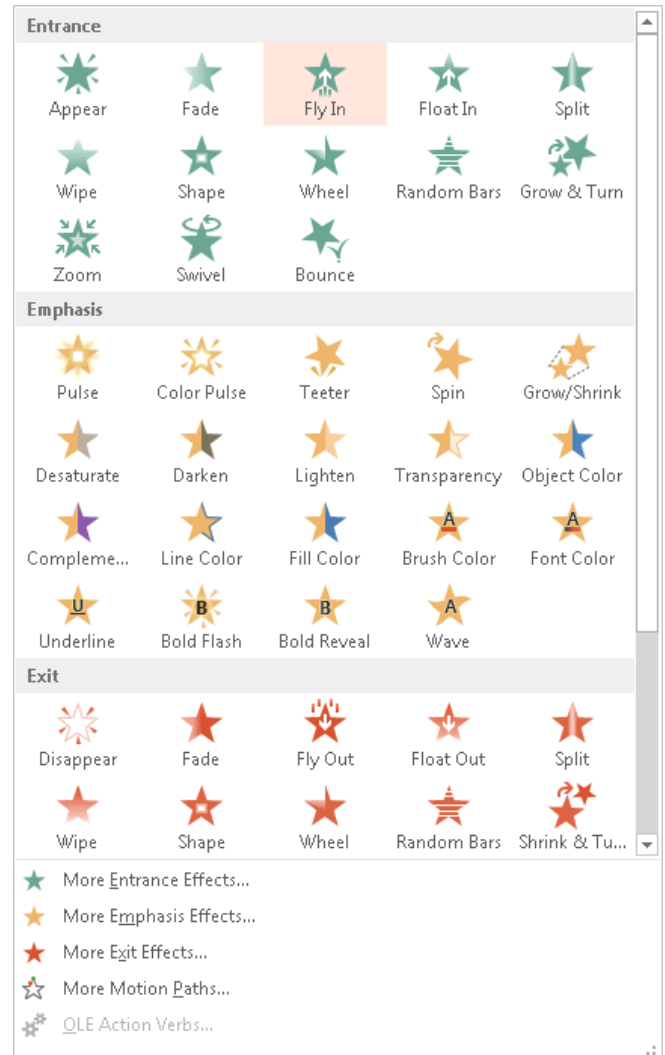 Entrance
Appear Fade Fly In Float In Split
Wipe Shape Wheel Random Bars Grow & Turn
Zoom Swivel Bounce
Emphasis
Pulse Color Pulse Teeter Spin Grow/Shrink
Desaturate Darken Lighten Transparency Object Color
Compleme... Line Color Fill Color Brush Color Font Color
A A
Underline Bold Flash Bold Reveal Wave
U B B A
Exit
Disappear Fade Fly Out Float Out Split
Wipe Shape Wheel Random Bars Shrink & Tu...
More Entrance Effects...
More Emphasis Effects...
More Exit Effects...
More Motion Paths...
OLE Action Verbs...